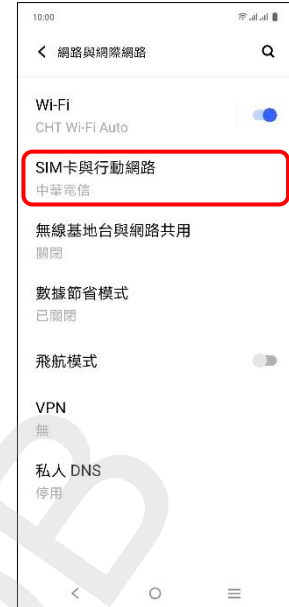 10:00
網路與網際網路
Wi-Fi
CHT Wi-Fi Auto
SIM卡與行動網路
中華電信
無線基地台與網路共用
關閉
數據節省模式
已關閉
飛航模式
VPN
無
私人 DNS
停用